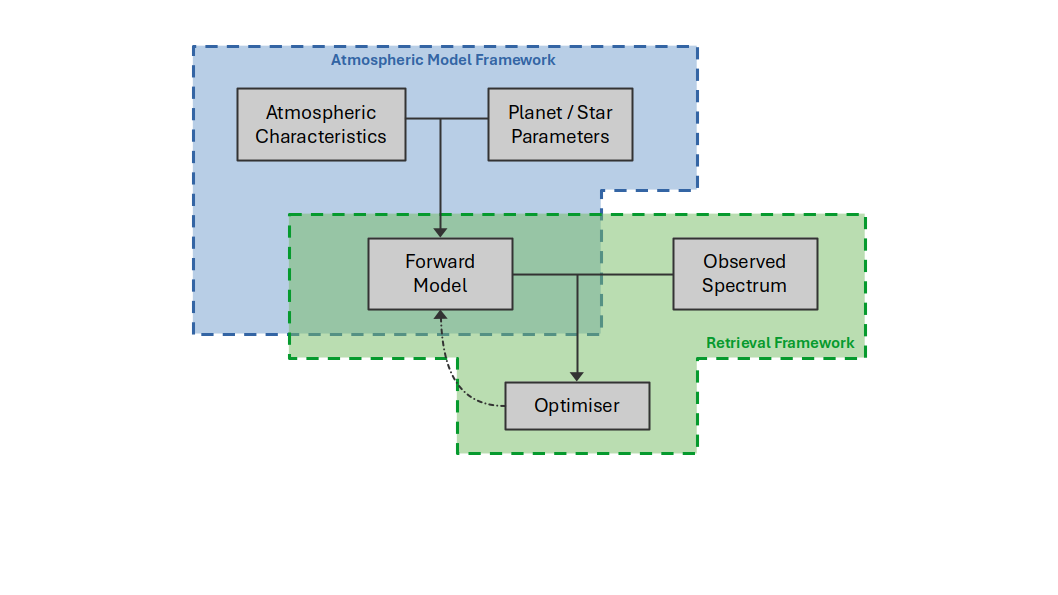 Atmospheric Model Framework
Atmospheric
Characteristics
Planet / Star
Parameters
Forward
Model
Observed
Spectrum
Retrieval Framework
Optimiser